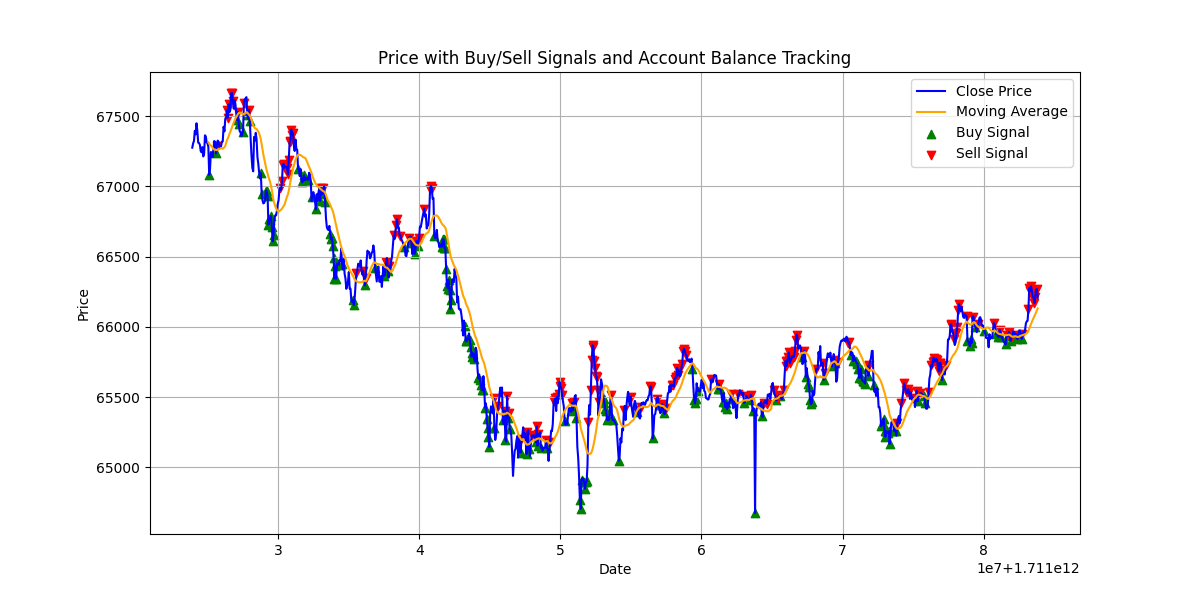 Price with Buy/Sell Signals and Account Balance Tracking
Close Price
Moving Average
Buy Signal
Sell Signal
67500
67000
66500
66000
65500
65000
Price
3 4 5 6 7 8
Date
1e7+1.711e12